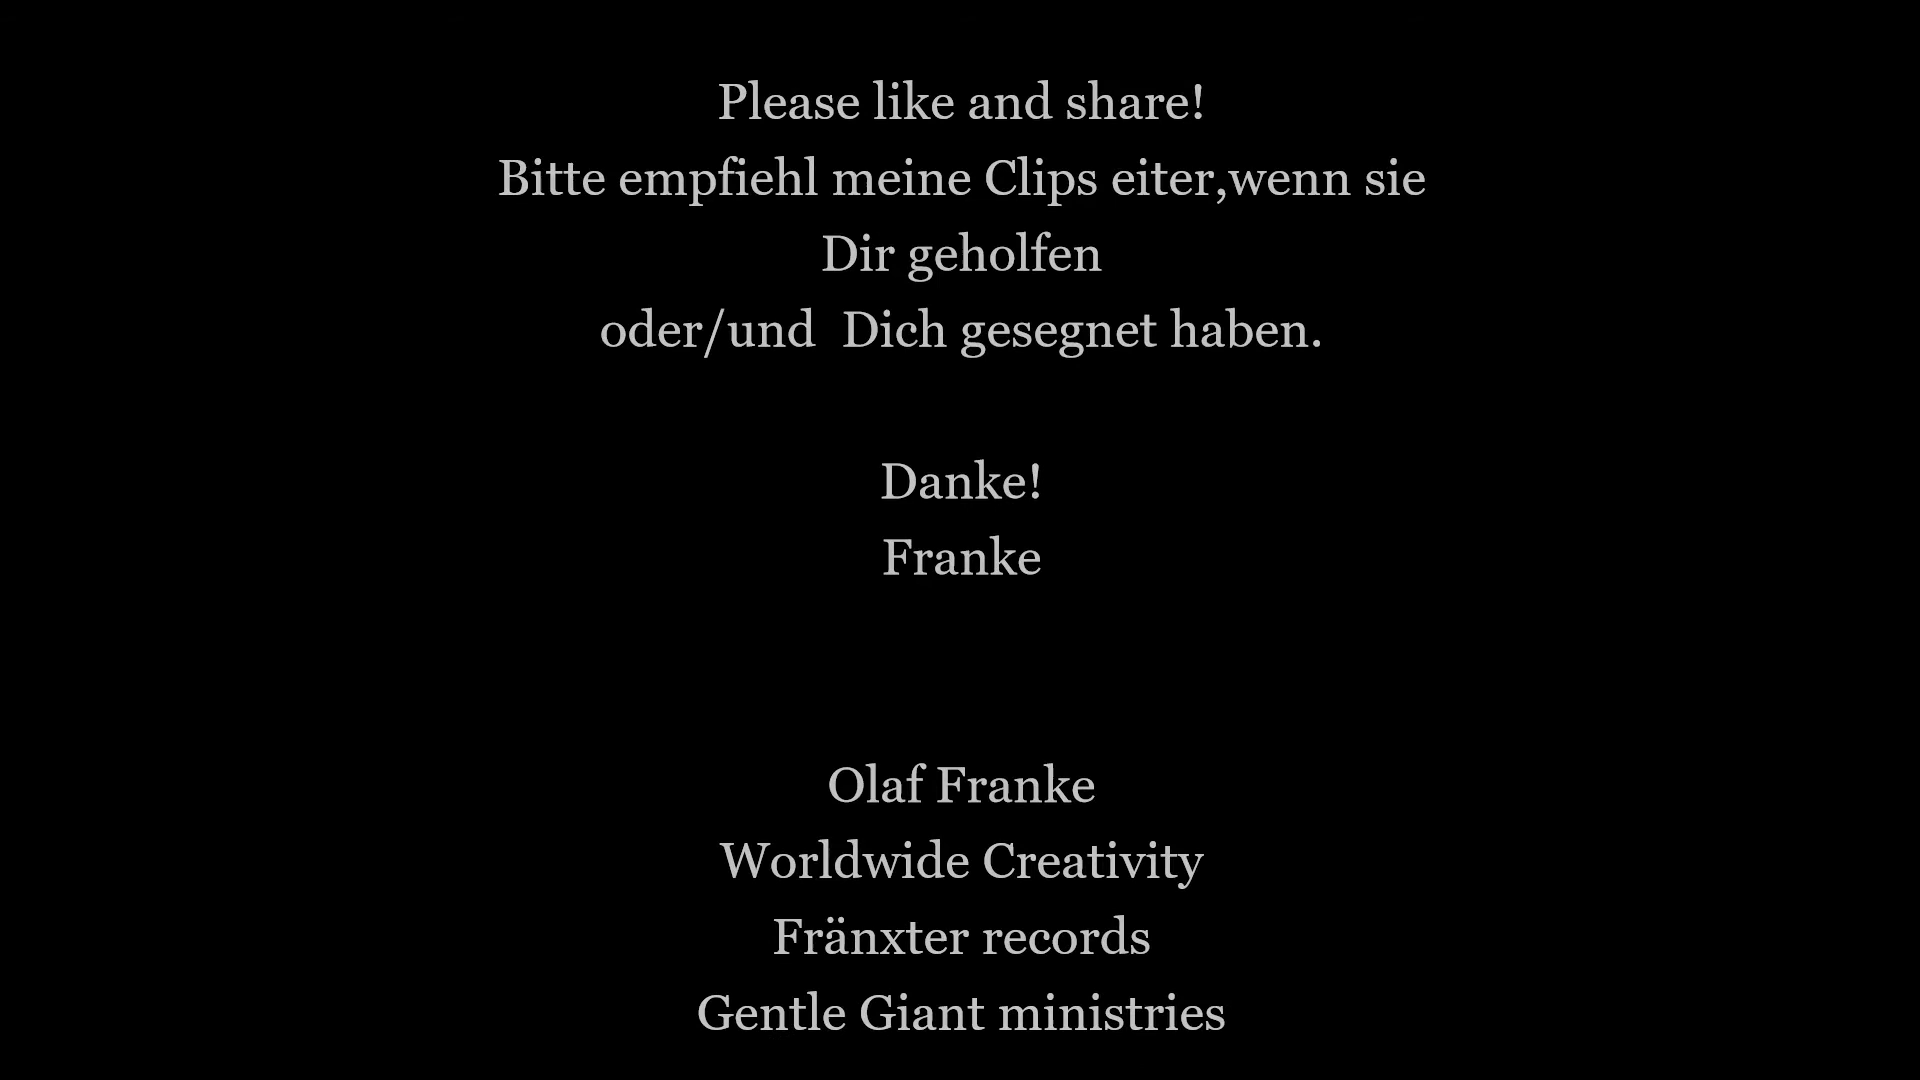 Please like and share!
Bitte empfiehl meine Clips eiter,wenn sie
Dir geholfen
oder/und  Dich gesegnet haben.
Danke!
Franke
Olaf Franke
Worldwide Creativity
Fränxter records
Gentle Giant ministries